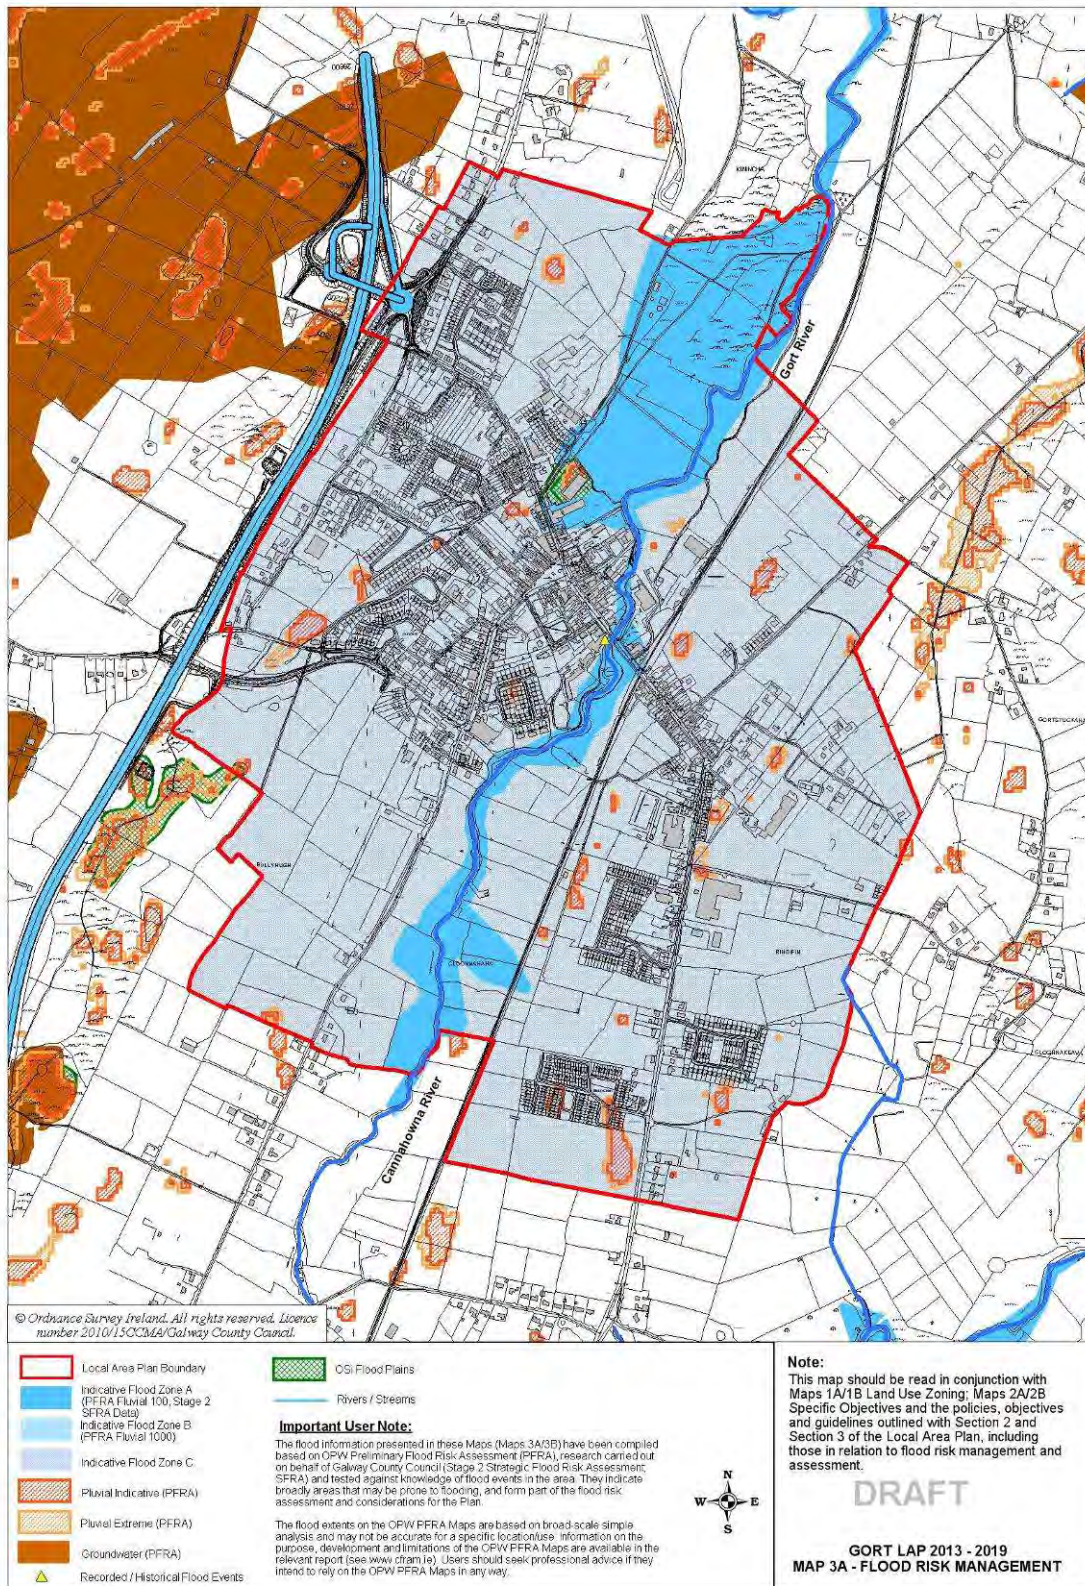 KININCHA
Gort River
GORTSTUCKANA
BALLYHUGH
CLOONNAHAHA
RINDRIN
Cannahowna River
© Ordnance Survey Ireland. All rights reserved. Licence
number 2010/15CCMA/Galway County Council.
Local Area Plan Boundary
Indicative Flood Zone A
(PFRA Fluvial 100, Stage 2
SFRA Data)
Indicative Flood Zone B
(PFRA Fluvial 1000)
Indicative Flood Zone C
Pluvial Indicative (PFRA)
Pluvial Extreme (PFRA)
Groundwater (PFRA)
Recorded / Historical Flood Events
OSi Flood Plains
Rivers / Streams
Important User Note:
The flood information presented in these Maps (Maps 3A/3B) have been compiled
based on OPW Preliminary Flood Risk Assessment (PFRA), research carried out
on behalf of Galway County Council (Stage 2 Strategic Flood Risk Assessment,
SFRA) and tested against knowledge of flood events in the area. They indicate
broadly areas that may be prone to flooding, and form part of the flood risk
assessment and considerations for the Plan.
The flood extents on the OPW PFRA Maps are based on broad-scale simple
analysis and may not be accurate for a specific location/use. Information on the
purpose, development and limitations of the OPW PFRA Maps are available in the
relevant report (see www.cfram.ie). Users should seek professional advice if they
intend to rely on the OPW PFRA Maps in any way.
N
W E
S
Note:
This map should be read in conjunction with
Maps 1A/1B Land Use Zoning; Maps 2A/2B
Specific Objectives and the policies, objectives
and guidelines outlined with Section 2 and
Section 3 of the Local Area Plan, including
those in relation to flood risk management and
assessment.
DRAFT
GORT LAP 2013 - 2019
MAP 3A - FLOOD RISK MANAGEMENT